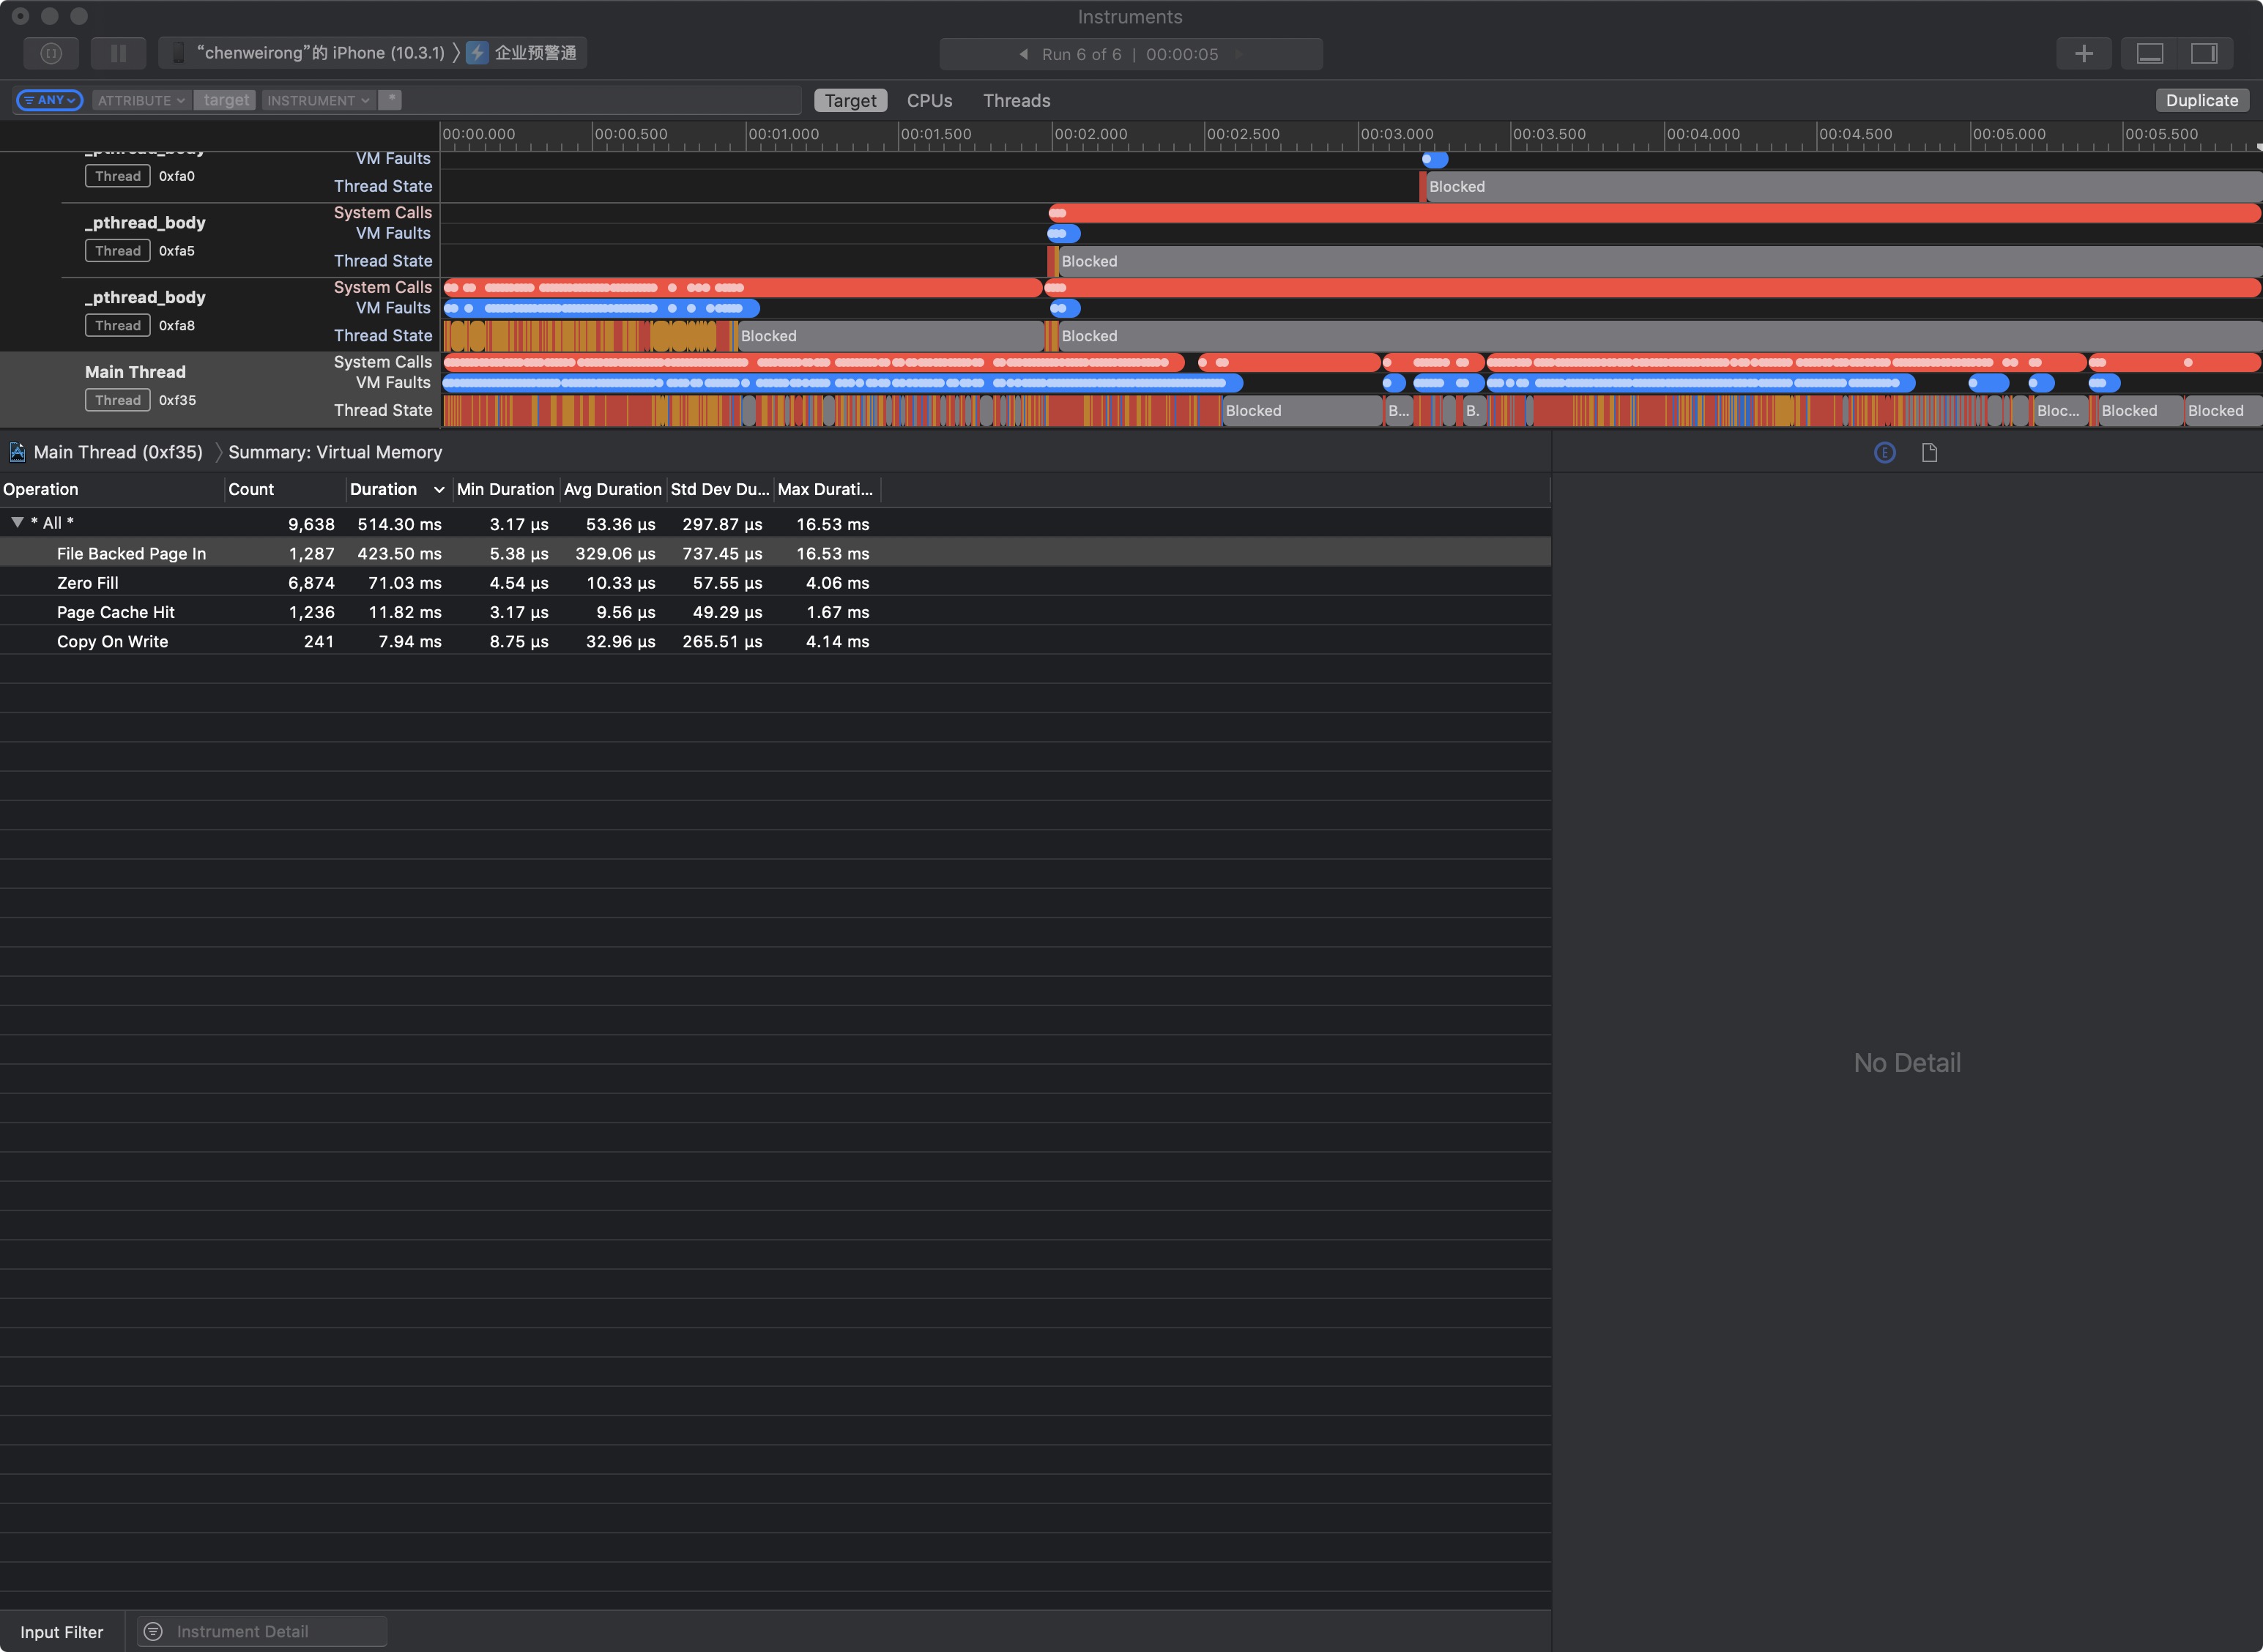 Instruments
“chenweirong”的 iPhone (10.3.1) 企业预警通
Run 6 of 6 | 00:00:05
ANY ATTRIBUTE target INSTRUMENT *
Target CPUs Threads
Duplicate
00:00.000 00:00.500 00:01.000 00:01.500 00:02.000 00:02.500 00:03.000 00:03.500 00:04.000 00:04.500 00:05.000 00:05.500
_pthread_body VM Faults
Thread 0xfa0 Thread State Blocked
System Calls
_pthread_body VM Faults
Thread 0xfa5 Thread State Blocked
System Calls
_pthread_body VM Faults
Thread 0xfa8 Thread State Blocked Blocked
System Calls
Main Thread VM Faults
Thread 0xf35 Thread State Blocked B... B. Bloc... Blocked Blocked
Main Thread (0xf35) Summary: Virtual Memory E
Operation Count Duration Min Duration Avg Duration Std Dev Du... Max Durati...
* All * 9,638 514.30 ms 3.17 µs 53.36 µs 297.87 µs 16.53 ms
File Backed Page In 1,287 423.50 ms 5.38 µs 329.06 µs 737.45 µs 16.53 ms
Zero Fill 6,874 71.03 ms 4.54 µs 10.33 µs 57.55 µs 4.06 ms
Page Cache Hit 1,236 11.82 ms 3.17 µs 9.56 µs 49.29 µs 1.67 ms
Copy On Write 241 7.94 ms 8.75 µs 32.96 µs 265.51 µs 4.14 ms
No Detail
Input Filter Instrument Detail